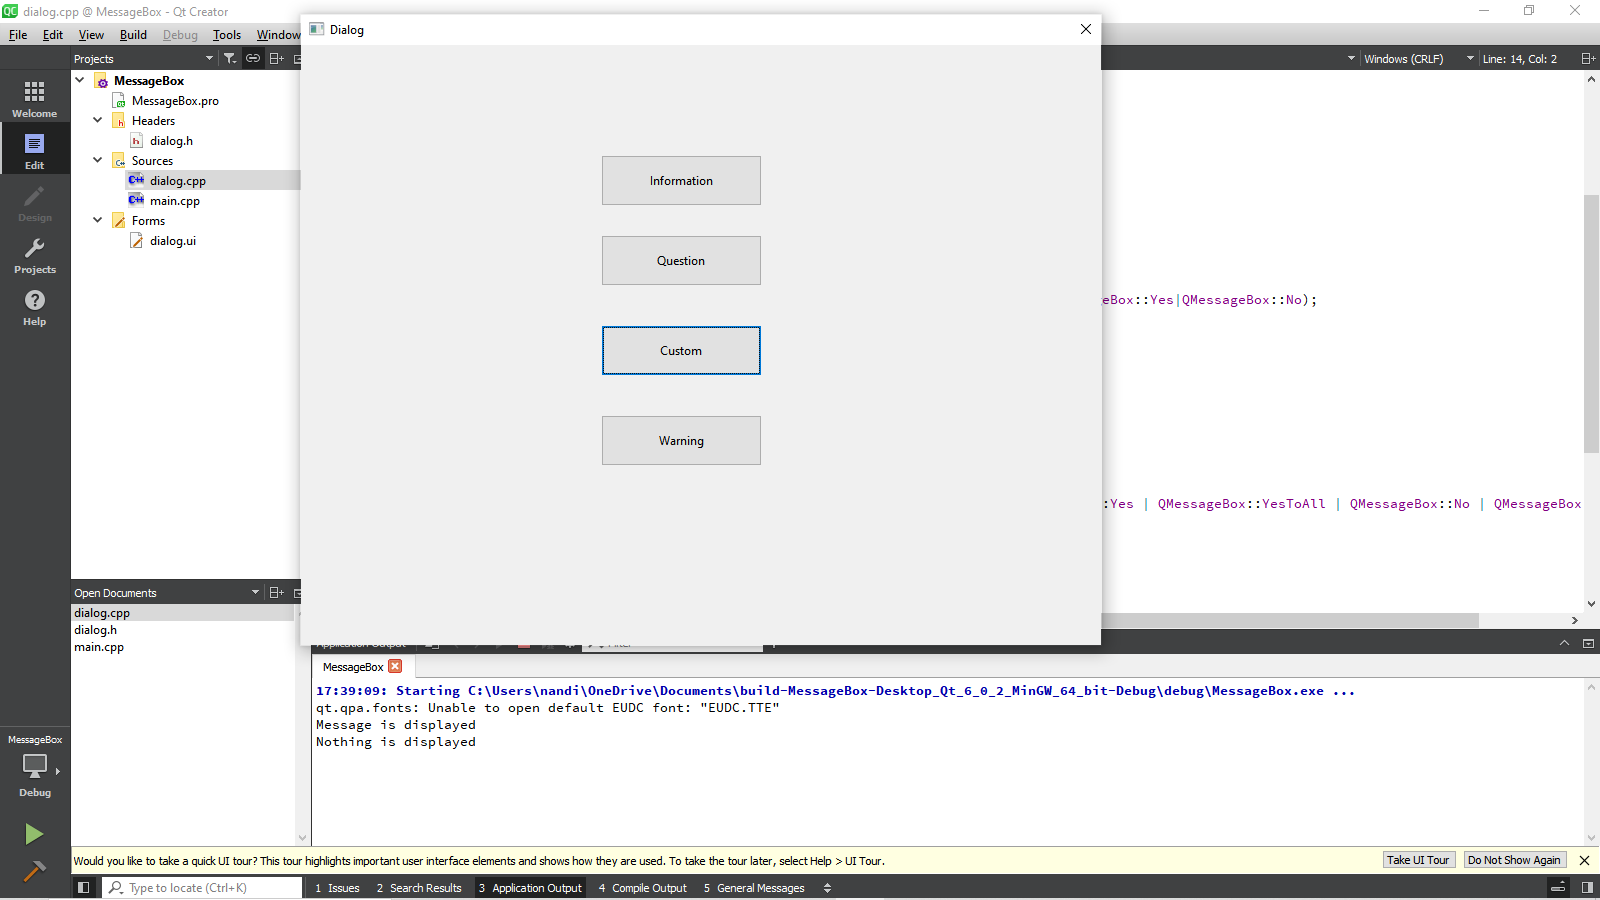 dialog.cpp @ MessageBox - Qt Creator
File Edit View Build Debug Tools Window
Dialog
Projects
Windows (CRLF)
Line: 14, Col: 2
Welcome
Edit
Design
Projects
Help
MessageBox
MessageBox.pro
Headers
dialog.h
Sources
dialog.cpp
main.cpp
Forms
dialog.ui
Information
Question
Custom
Warning
eBox::Yes|QMessageBox::No);
:Yes | QMessageBox::YesToAll | QMessageBox::No | QMessageBox
Open Documents
dialog.cpp
dialog.h
main.cpp
Application Output
Filter
MessageBox
17:39:09: Starting C:\Users\nandi\OneDrive\Documents\build-MessageBox-Desktop_Qt_6_0_2_MinGW_64_bit-Debug\debug\MessageBox.exe ...
qt.qpa.fonts: Unable to open default EUDC font: "EUDC.TTE"
Message is displayed
Nothing is displayed
MessageBox
Debug
Would you like to take a quick UI tour? This tour highlights important user interface elements and shows how they are used. To take the tour later, select Help > UI Tour.
Take UI Tour
Do Not Show Again
Type to locate (Ctrl+K)
1 Issues
2 Search Results
3 Application Output
4 Compile Output
5 General Messages